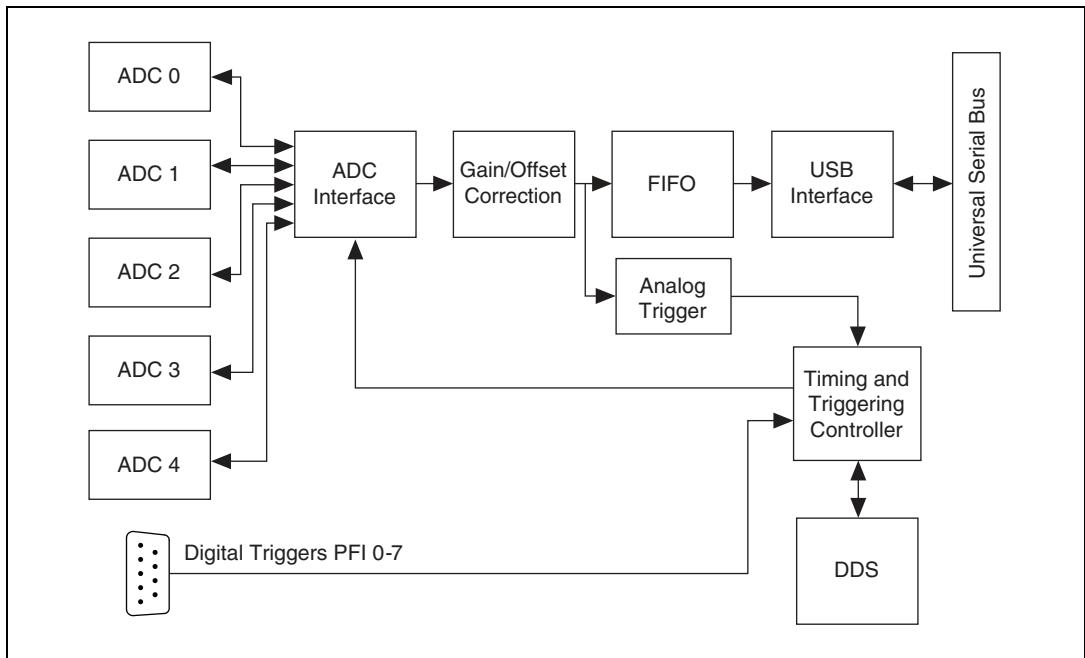 ADC 0
ADC 1
ADC 2
ADC 3
ADC 4
ADC
Interface
Gain/Offset
Correction
FIFO
USB
Interface
Universal Serial Bus
Analog
Trigger
Timing and
Triggering
Controller
Digital Triggers PFI 0-7
DDS